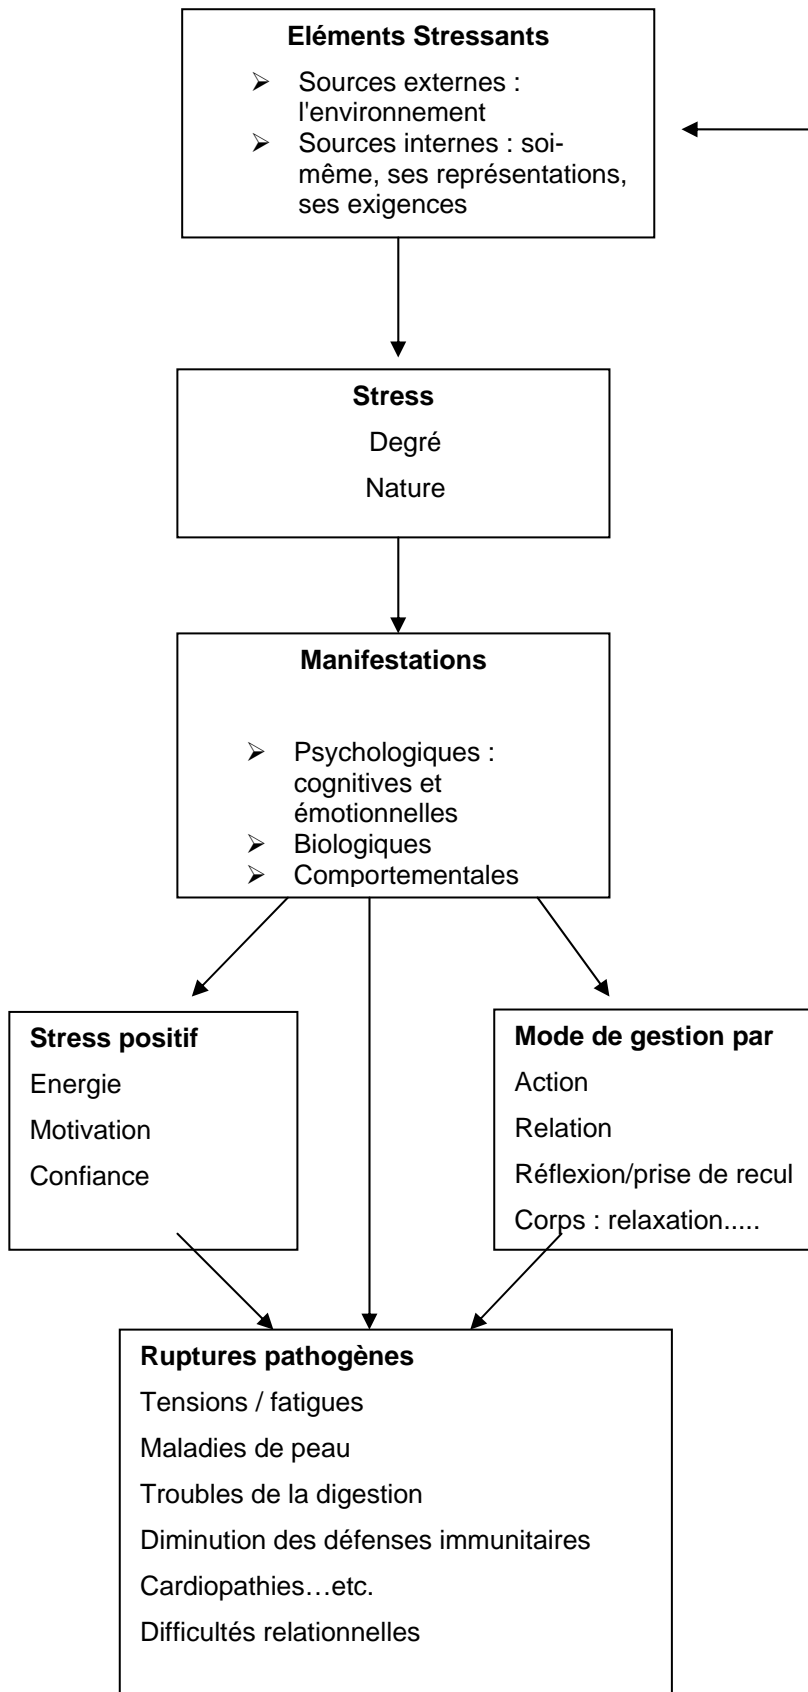 Eléments Stressants
➢ Sources externes :
l'environnement
➢ Sources internes : soi-
même, ses représentations,
ses exigences
Stress
Degré
Nature
Manifestations
➢ Psychologiques :
cognitives et
émotionnelles
➢ Biologiques
➢ Comportementales
Stress positif
Energie
Motivation
Confiance
Mode de gestion par
Action
Relation
Réflexion/prise de recul
Corps : relaxation.....
Ruptures pathogènes
Tensions / fatigues
Maladies de peau
Troubles de la digestion
Diminution des défenses immunitaires
Cardiopathies…etc.
Difficultés relationnelles